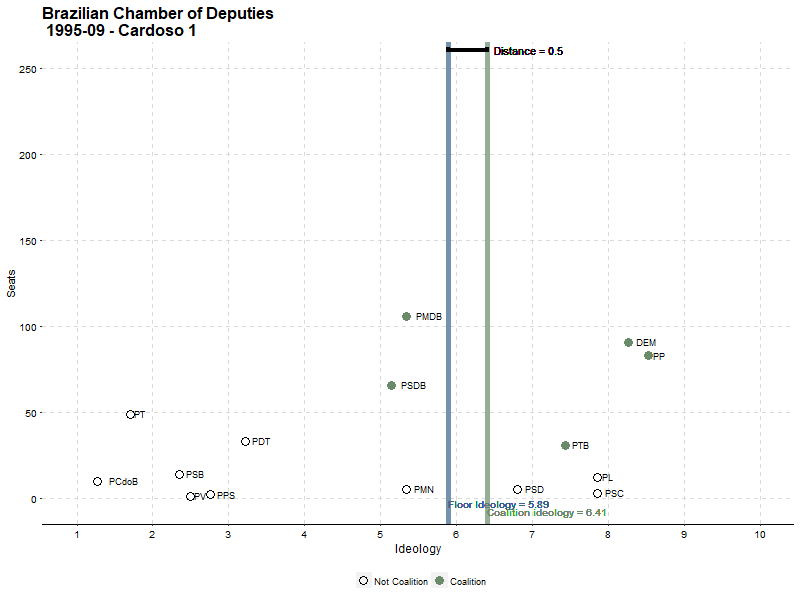 Brazilian Chamber of Deputies
1995-09 - Cardoso 1
Distance = 0.5
250
200
150
100
50
0
Seats
PMDB
DEM
PP
PSDB
PT
PDT
PTB
PCdoB
PSB
PV
PPS
PMN
PSD
PL
PSC
Floor Ideology = 5.89
Coalition ideology = 6.41
1 2 3 4 5 6 7 8 9 10
Ideology
Not Coalition Coalition